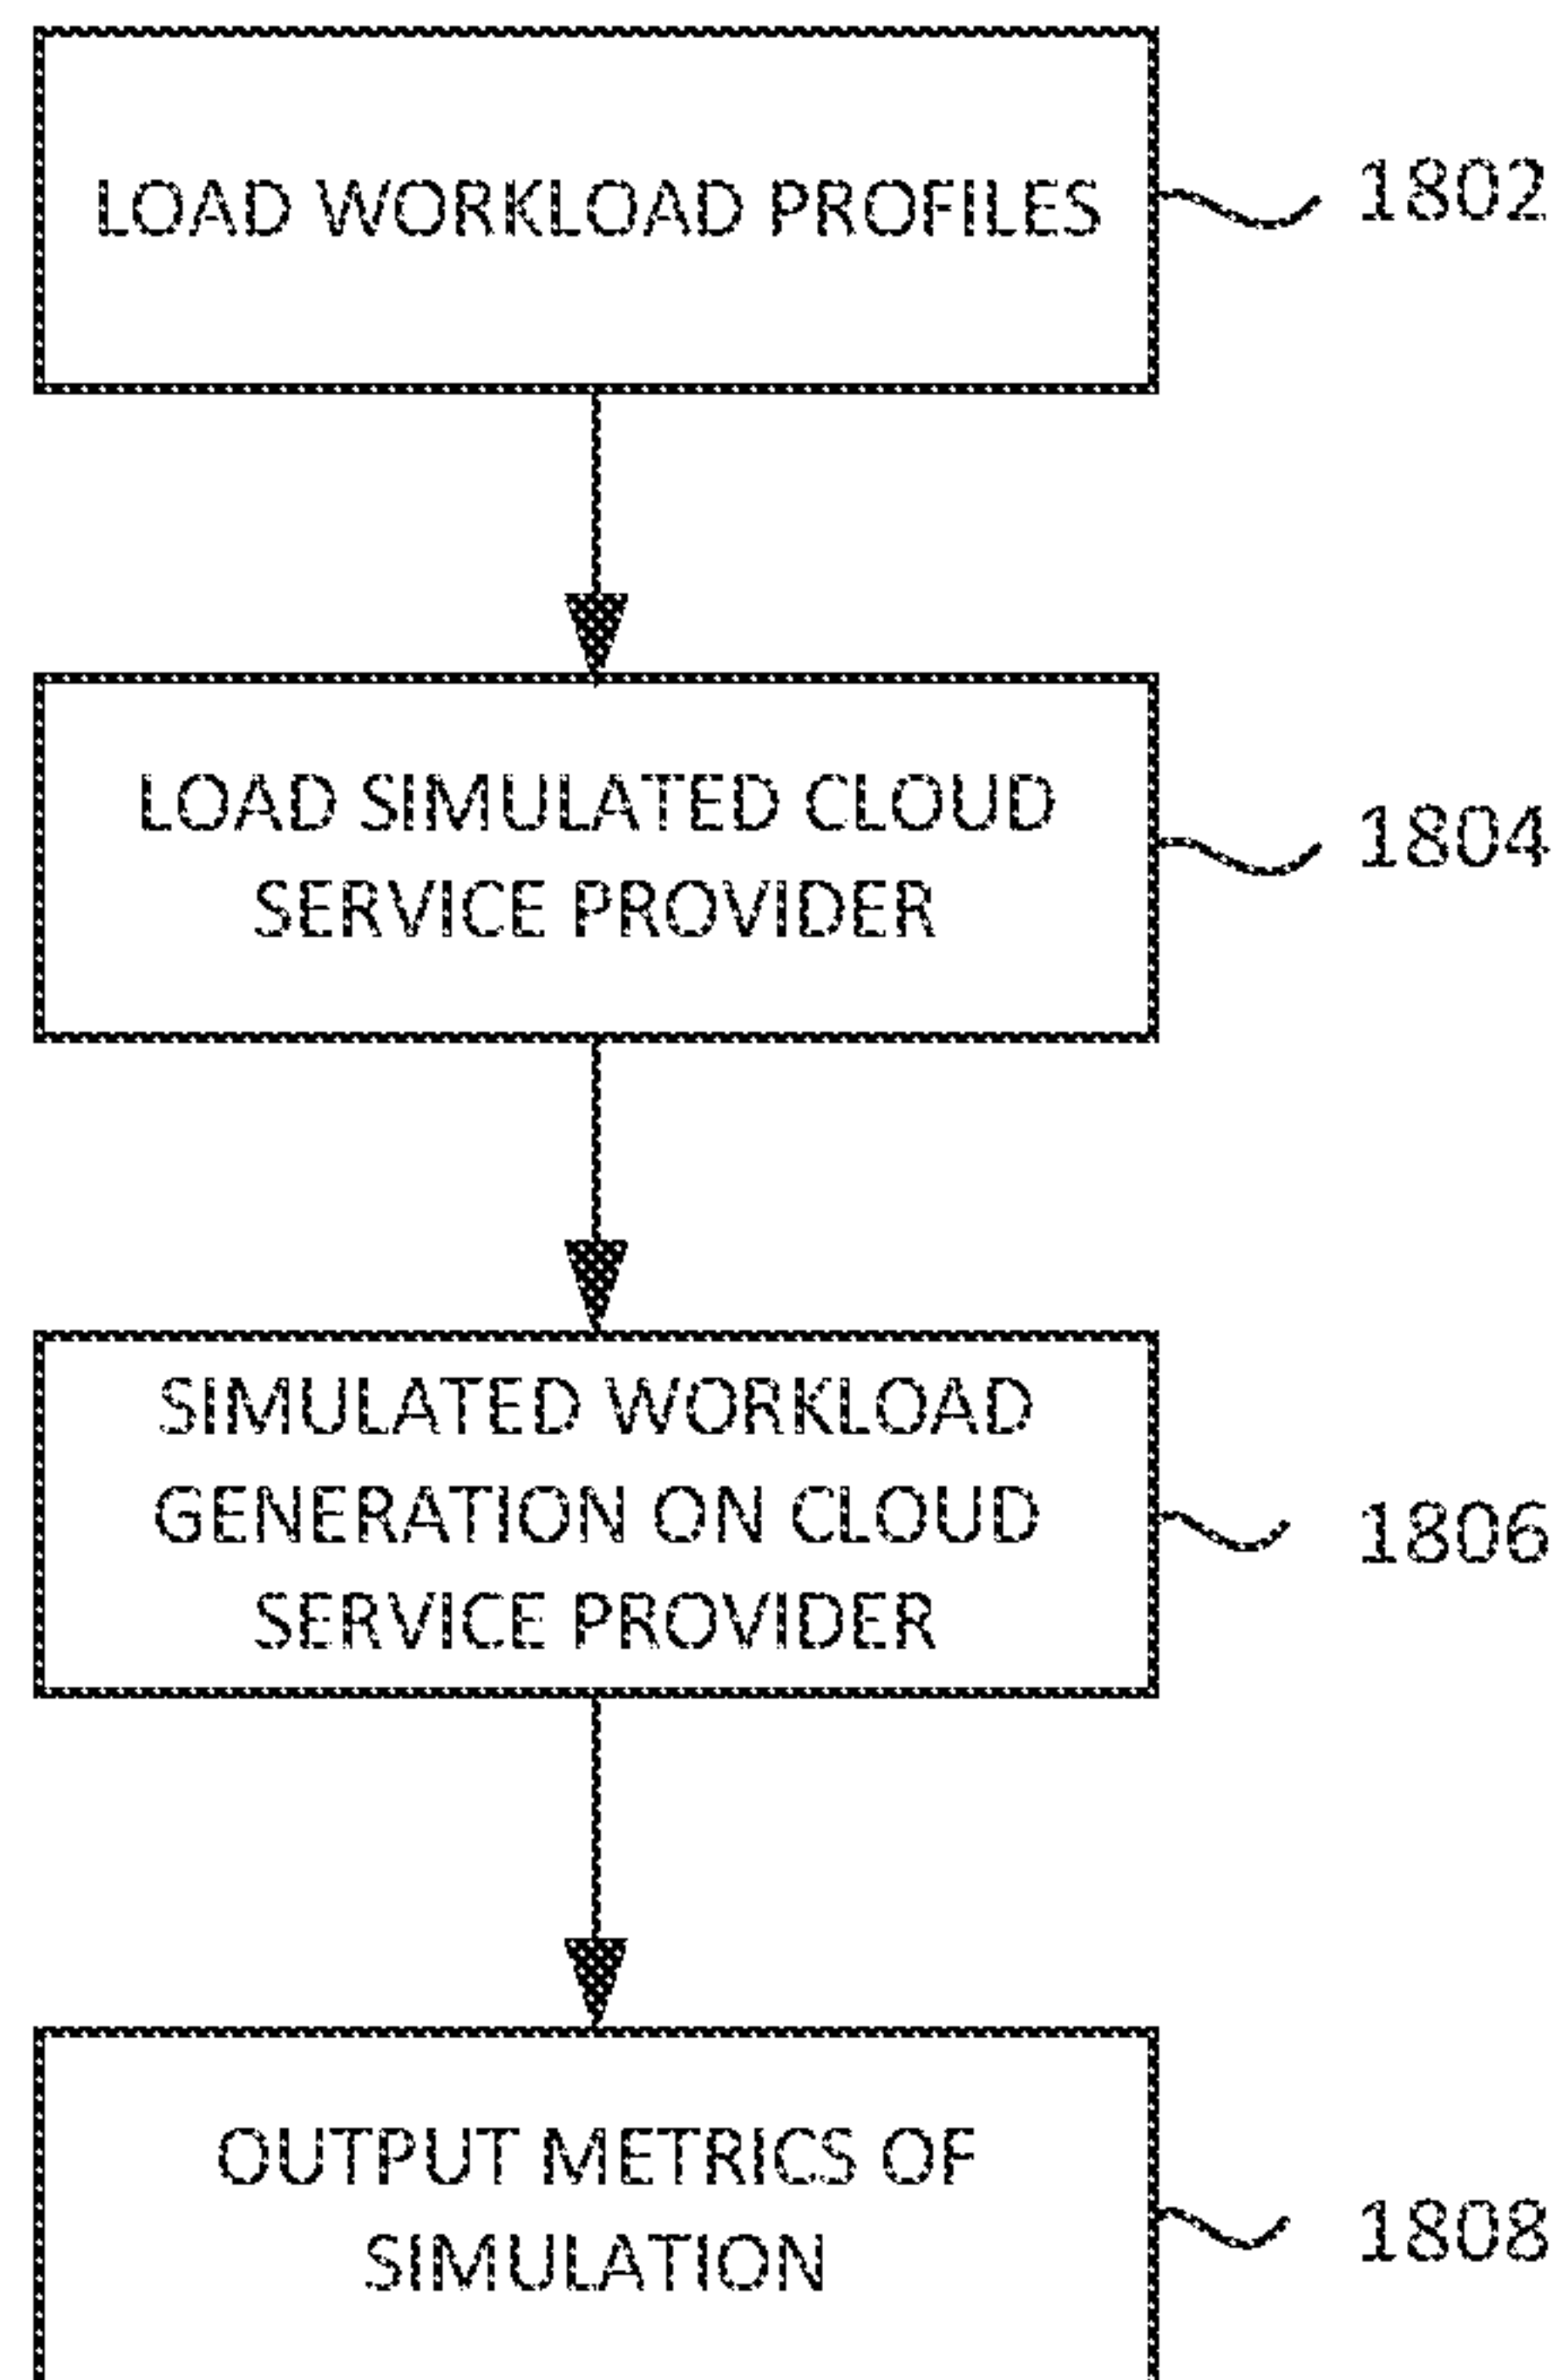 LOAD WORKLOAD PROFILES
1802
LOAD SIMULATED CLOUD
SERVICE PROVIDER
1804
SIMULATED WORKLOAD
GENERATION ON CLOUD
SERVICE PROVIDER
1806
OUTPUT METRICS OF
SIMULATION
1808